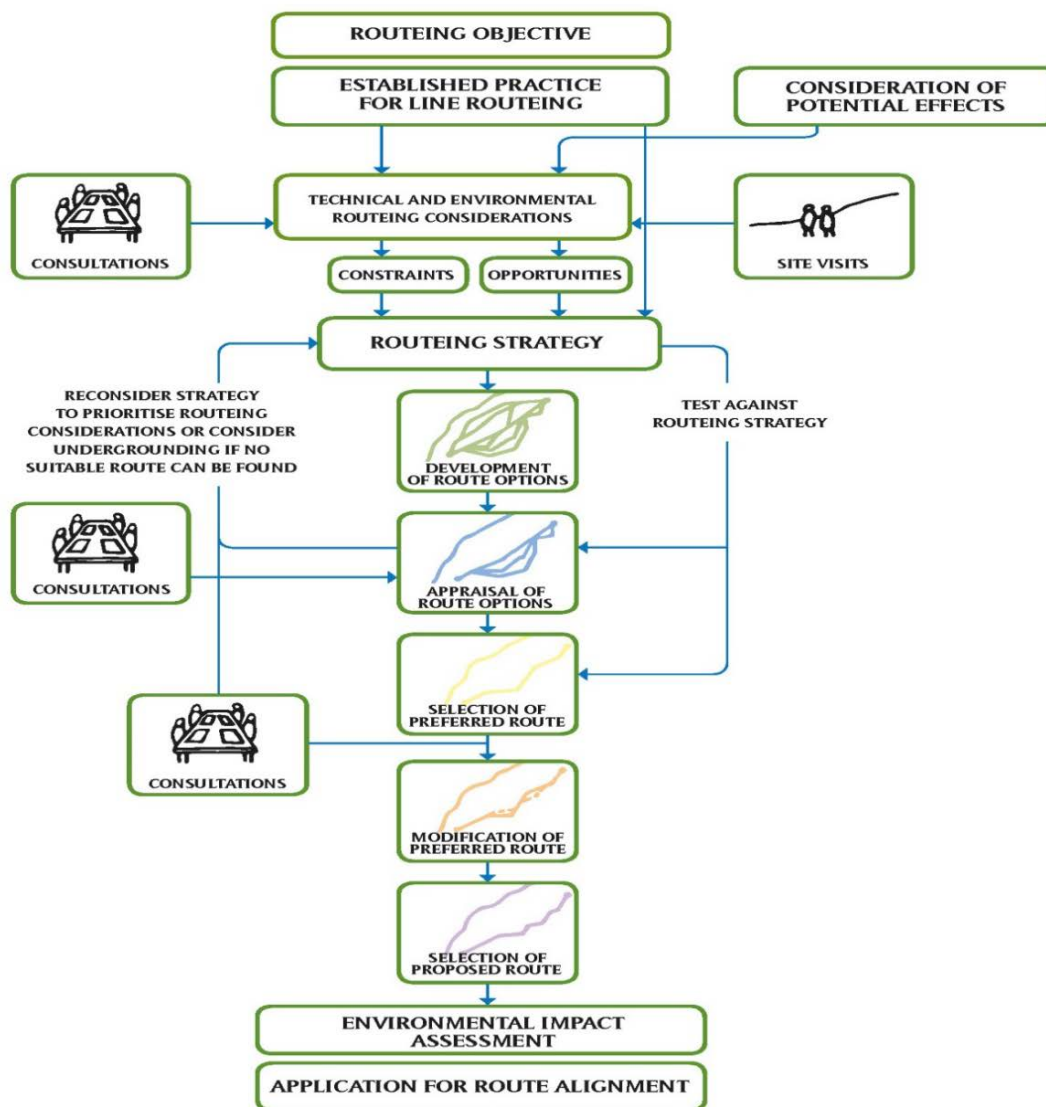 ROUTEING OBJECTIVE
ESTABLISHED PRACTICE
FOR LINE ROUTEING
CONSIDERATION OF
POTENTIAL EFFECTS
TECHNICAL AND ENVIRONMENTAL
ROUTEING CONSIDERATIONS
CONSULTATIONS
SITE VISITS
CONSTRAINTS
OPPORTUNITIES
ROUTEING STRATEGY
RECONSIDER STRATEGY
TO PRIORITISE ROUTEING
CONSIDERATIONS OR CONSIDER
UNDERGROUNDING IF NO
SUITABLE ROUTE CAN BE FOUND
TEST AGAINST
ROUTEING STRATEGY
DEVELOPMENT
OF ROUTE OPTIONS
CONSULTATIONS
APPRAISAL OF
ROUTE OPTIONS
SELECTION OF
PREFERRED ROUTE
CONSULTATIONS
MODIFICATION OF
PREFERRED ROUTE
SELECTION OF
PROPOSED ROUTE
ENVIRONMENTAL IMPACT
ASSESSMENT
APPLICATION FOR ROUTE ALIGNMENT